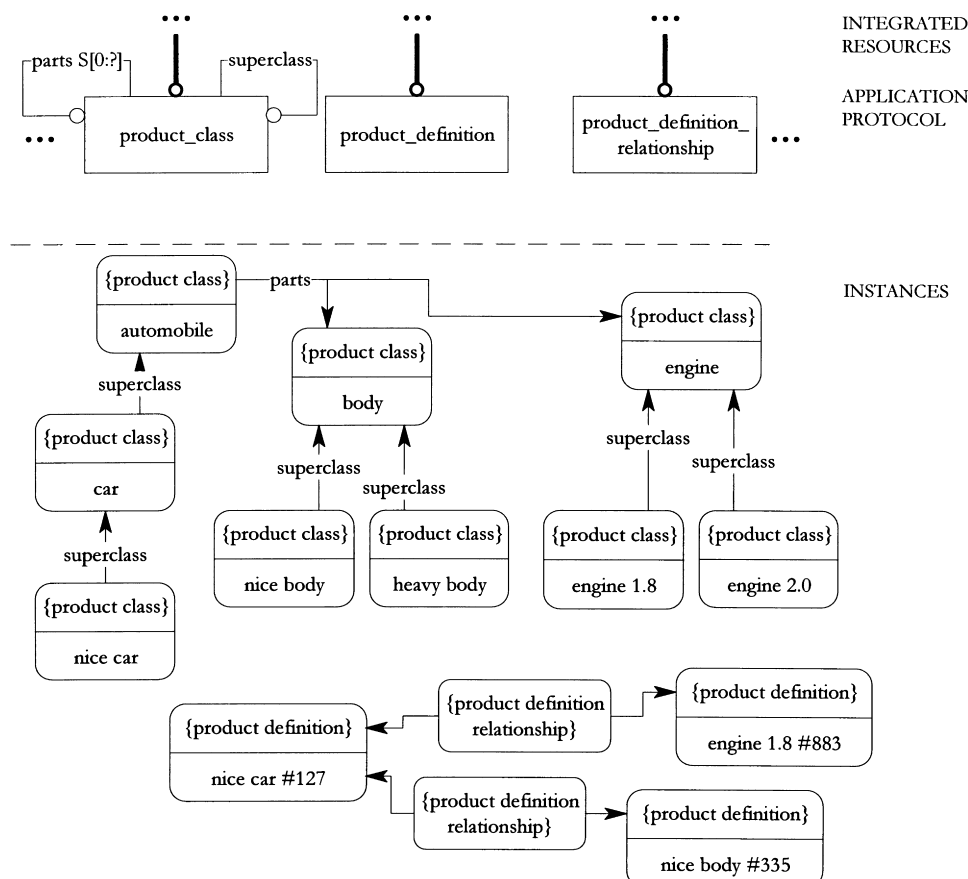 ...
...
...
INTEGRATED
RESOURCES
parts S[0:?]
superclass
APPLICATION
PROTOCOL
...
product_class
product_definition
product_definition_
relationship
...
{product class}
automobile
parts
INSTANCES
{product class}
body
{product class}
engine
superclass
{product class}
car
superclass
superclass
superclass
superclass
superclass
{product class}
nice car
{product class}
nice body
{product class}
heavy body
{product class}
engine 1.8
{product class}
engine 2.0
{product definition}
nice car #127
{product definition
relationship}
{product definition}
engine 1.8 #883
{product definition
relationship}
{product definition}
nice body #335